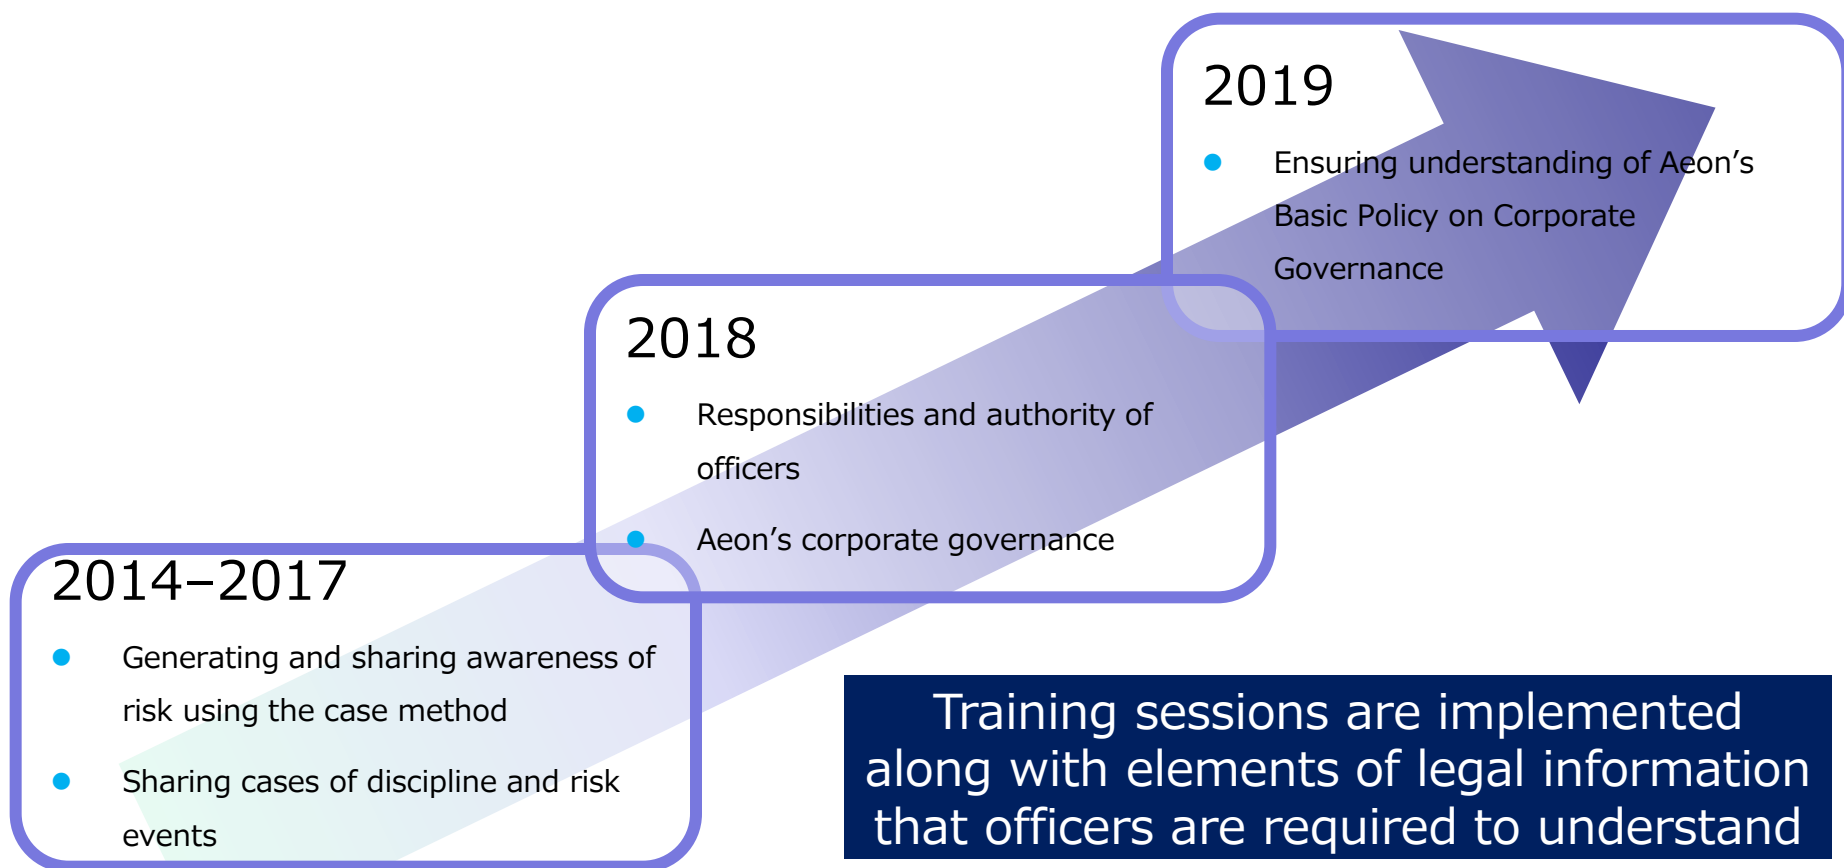 2019
● Ensuring understanding of Aeon’s
Basic Policy on Corporate
Governance
2018
● Responsibilities and authority of
officers
● Aeon’s corporate governance
2014–2017
● Generating and sharing awareness of
risk using the case method
● Sharing cases of discipline and risk
events
Training sessions are implemented
along with elements of legal information
that officers are required to understand